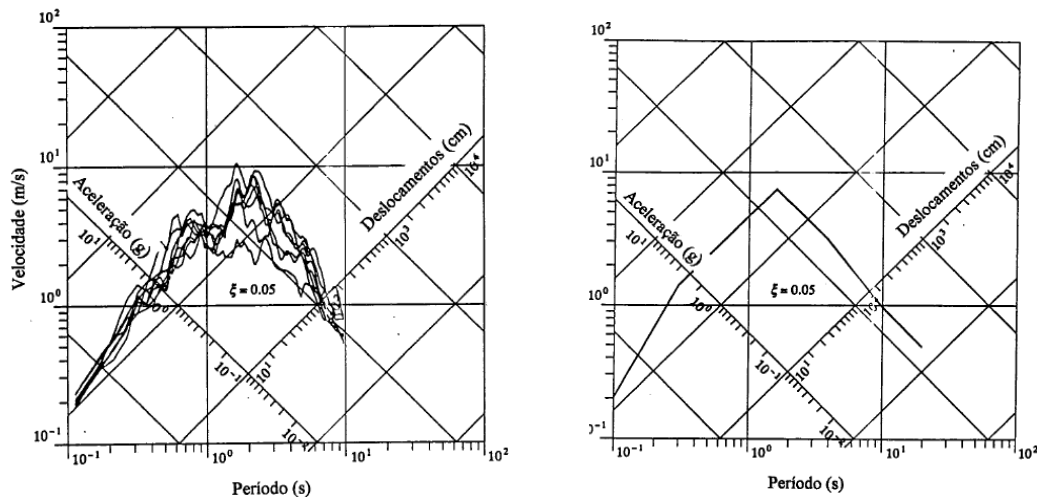 10²
10¹
10⁰
10⁻¹
Velocidade (m/s)
Aceleração (g)
10¹
10⁰
10⁻¹
Deslocamentos (cm)
10³
10¹
ξ = 0.05
10⁻¹
10⁰
10¹
10²
Período (s)
10²
10¹
10⁰
10⁻¹
Aceleração (g)
10¹
10⁰
10⁻¹
Deslocamentos (cm)
10³
10¹
ξ = 0.05
10⁻¹
10⁰
10¹
10²
Período (s)